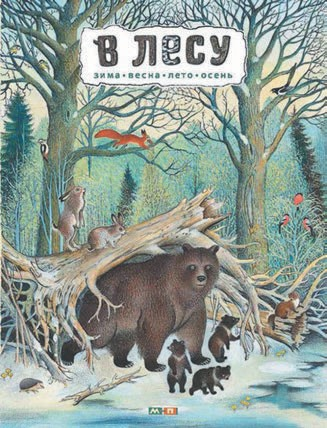 В ЛеСУ
ЗИМА • ВЕСНА • ЛЕТО • ОСЕНЬ
М-П